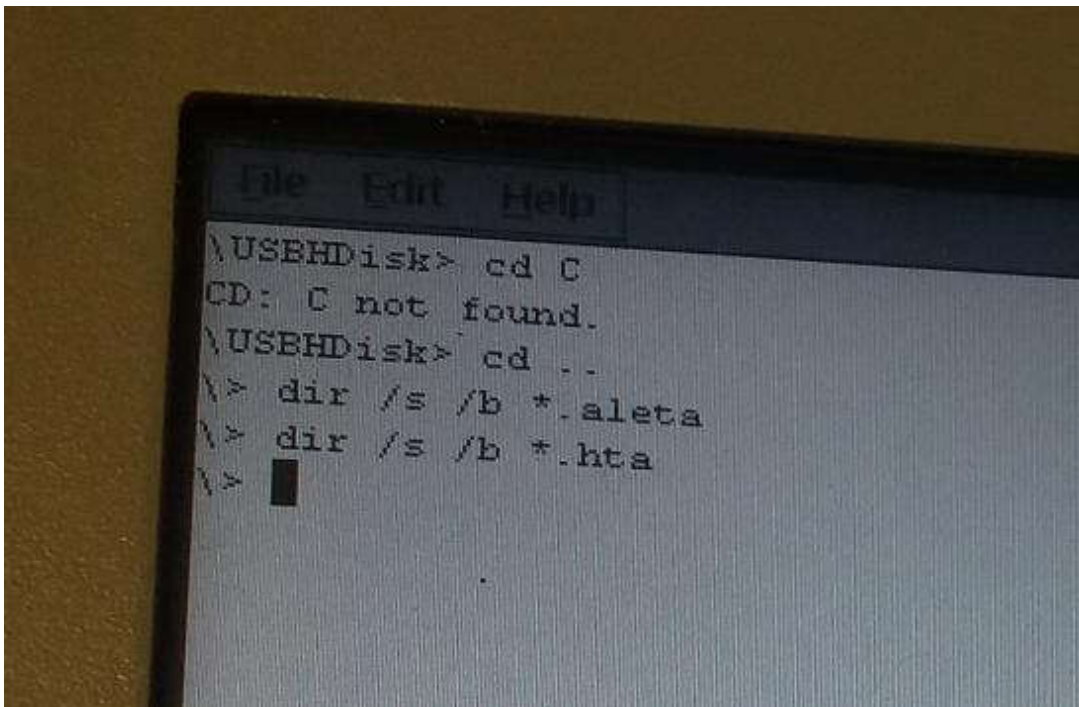 File Edit Help
\USBHDisk> cd C
CD: C not found.
\USBHDisk> cd ..
\> dir /s /b *.aleta
\> dir /s /b *.hta
\>